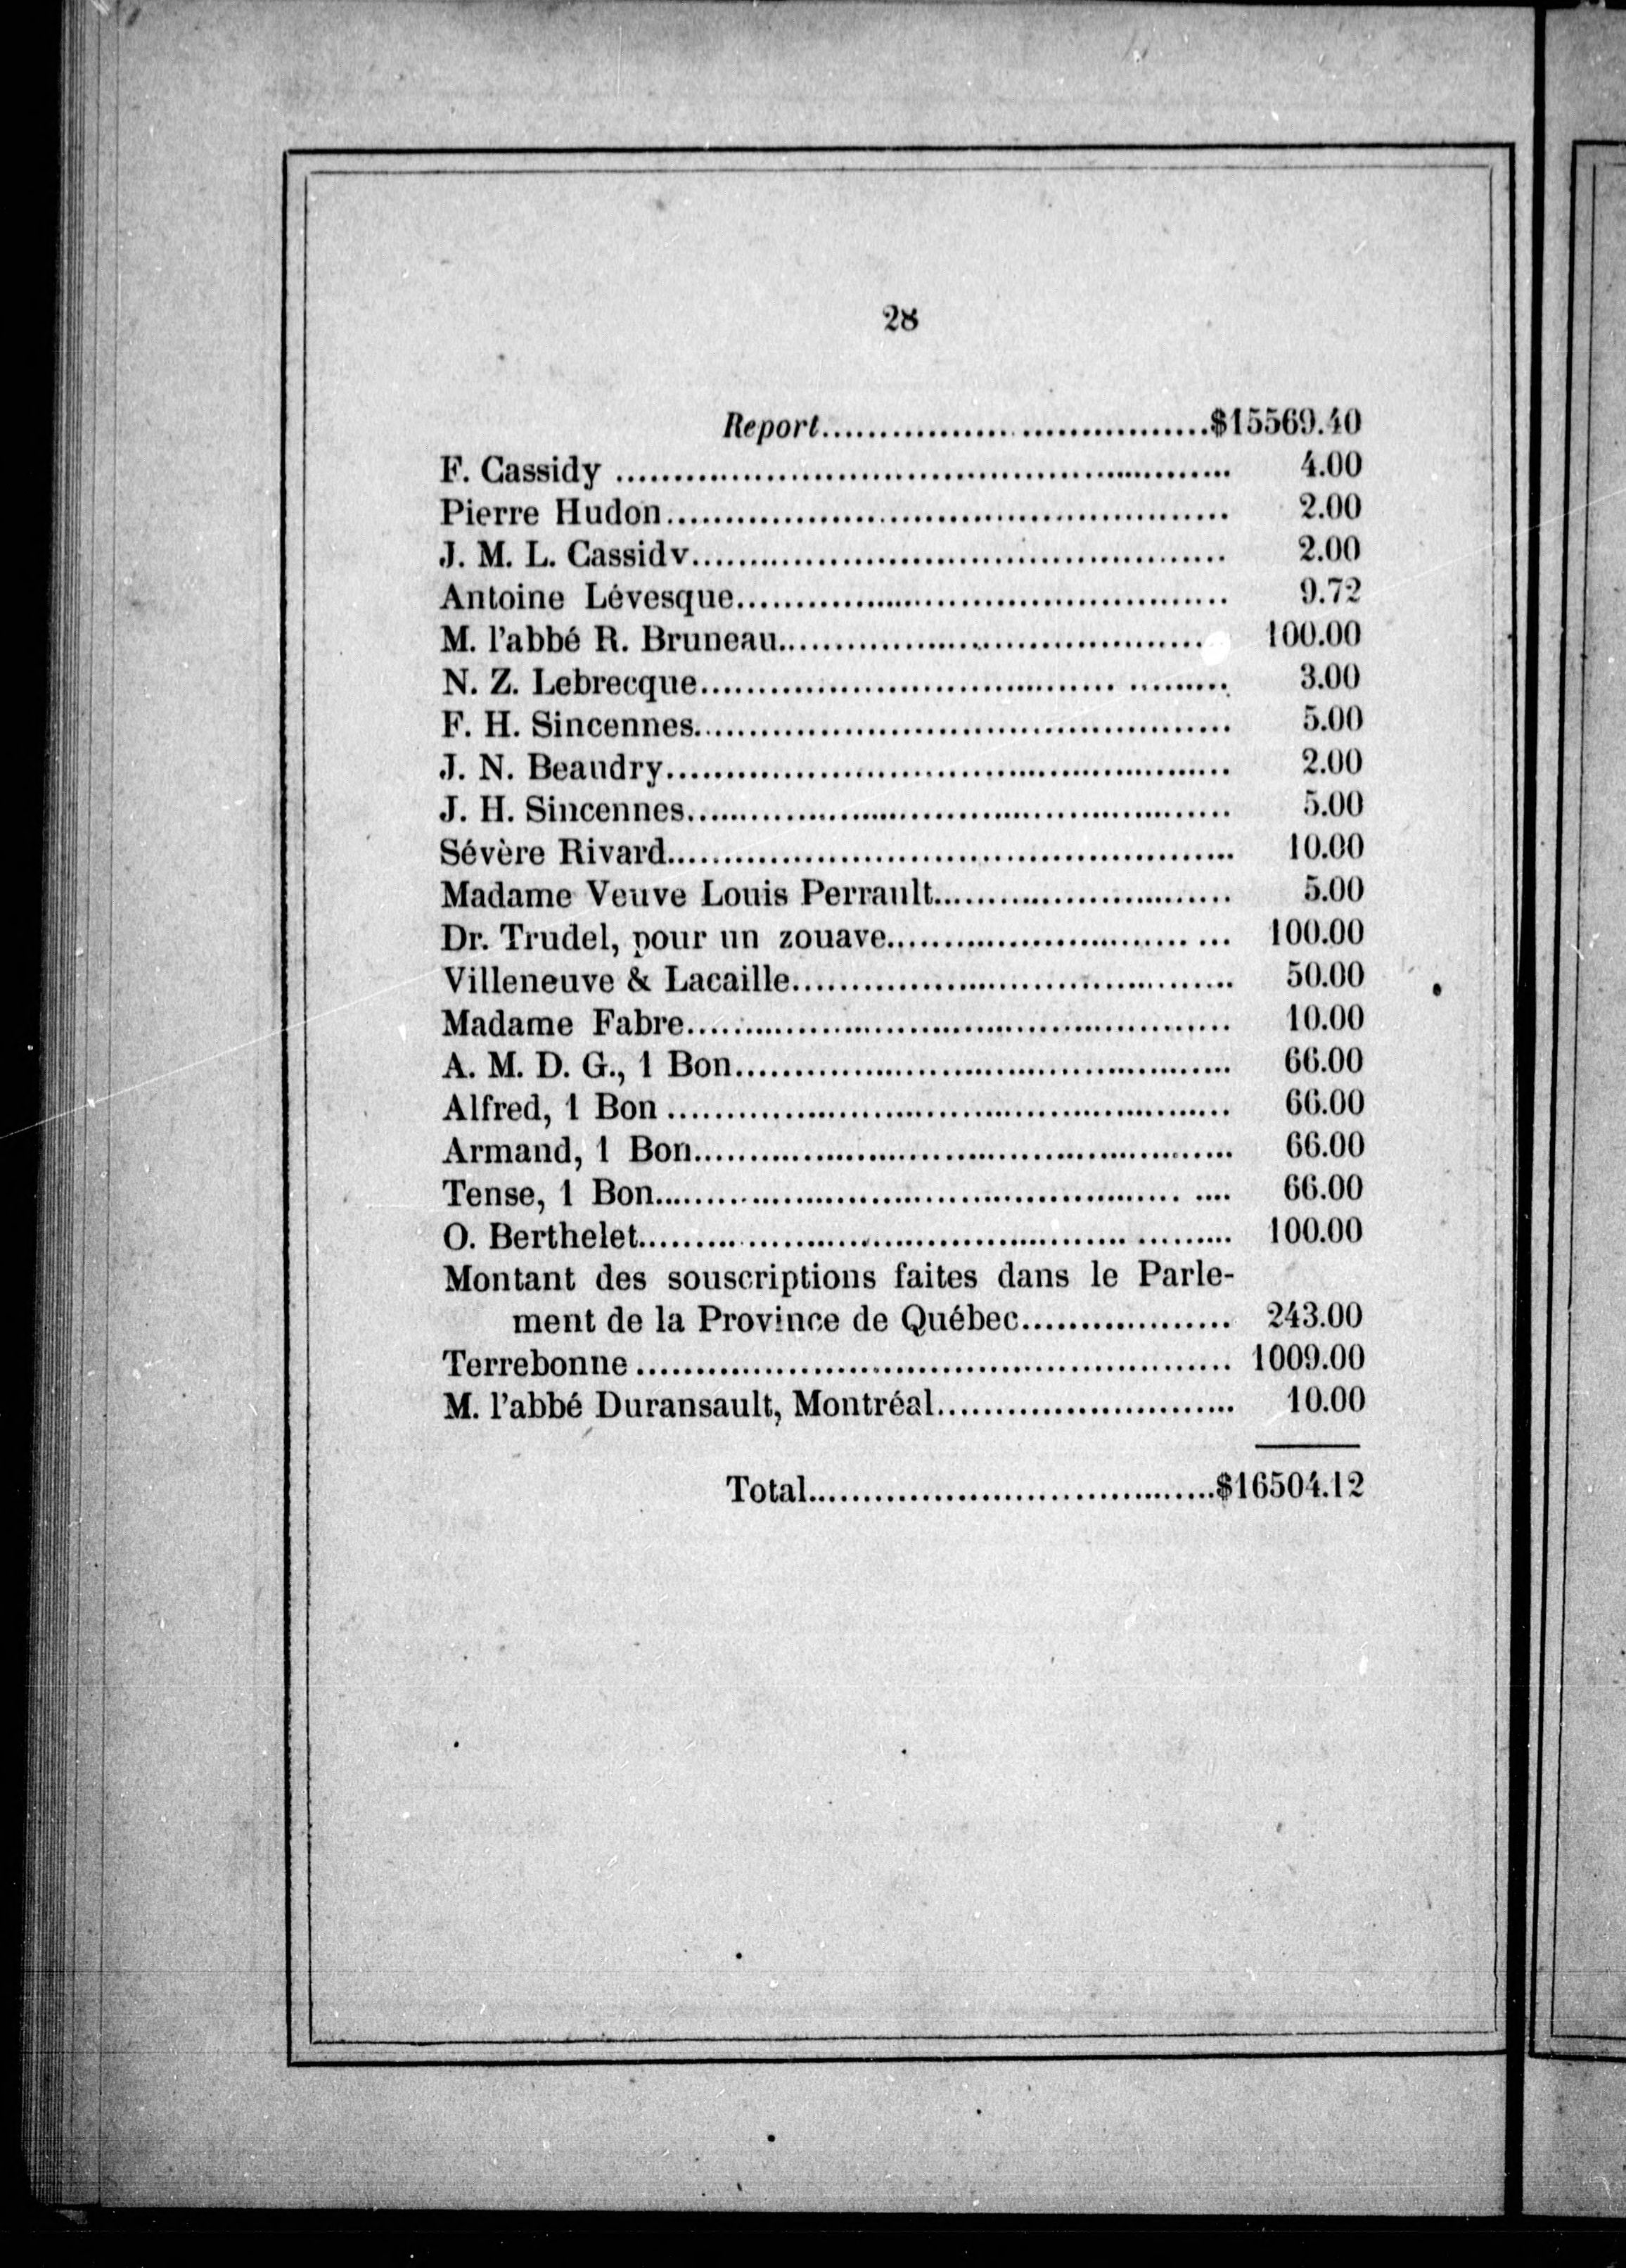 28
Report..................................$15569.40
F. Cassidy .................................................... 4.00
Pierre Hudon................................................ 2.00
J. M. L. Cassidv............................................. 2.00
Antoine Lévesque.......................................... 9.72
M. l'abbé R. Bruneau..................................... 100.00
N. Z. Lebrecque............................................ 3.00
F. H. Sincennes............................................. 5.00
J. N. Beaudry................................................ 2.00
J. H. Sincennes.............................................. 5.00
Sévère Rivard................................................ 10.00
Madame Veuve Louis Perrault.......................... 5.00
Dr. Trudel, pour un zouave.............................. 100.00
Villeneuve & Lacaille...................................... 50.00
Madame Fabre.............................................. 10.00
A. M. D. G., 1 Bon.......................................... 66.00
Alfred, 1 Bon ................................................ 66.00
Armand, 1 Bon.............................................. 66.00
Tense, 1 Bon................................................. 66.00
O. Berthelet.................................................. 100.00
Montant des souscriptions faites dans le Parle-
ment de la Province de Québec.................. 243.00
Terrebonne................................................... 1009.00
M. l'abbé Duransault, Montréal......................... 10.00
Total...................................$16504.12